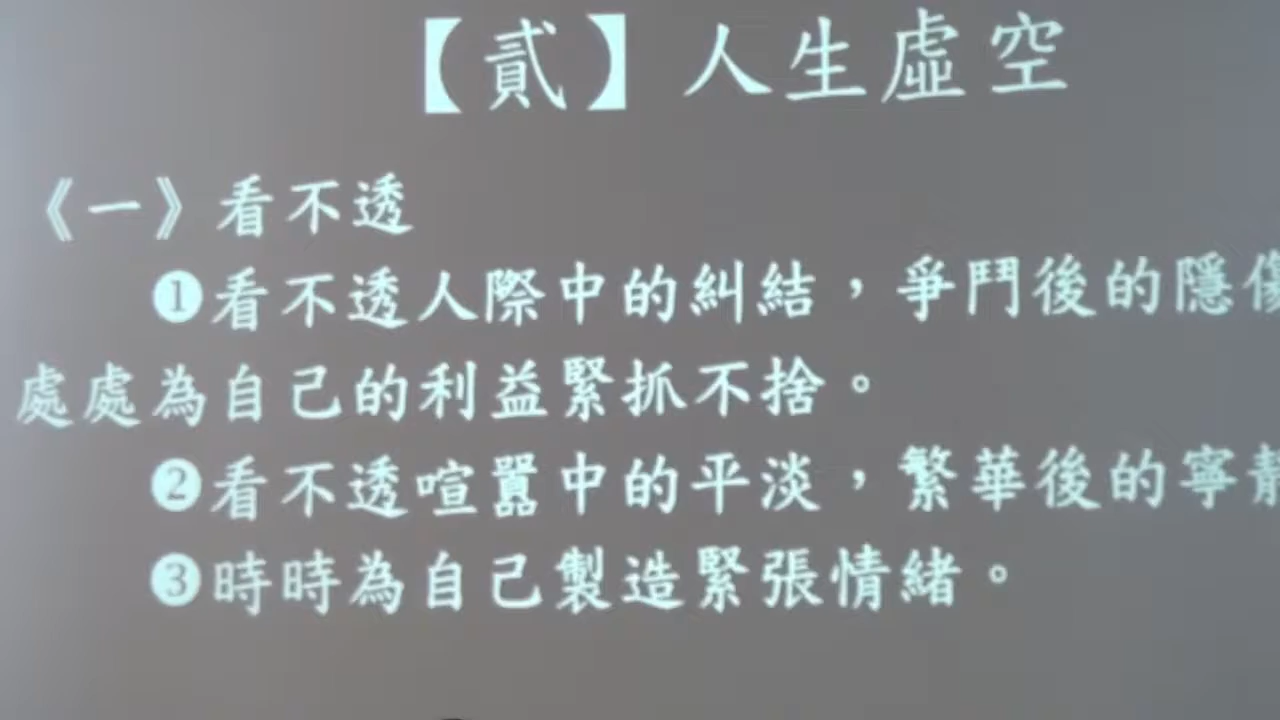 【貳】人生虛空
《一》看不透
❶看不透人際中的糾結，爭鬥後的隱傷
處處為自己的利益緊抓不捨。
❷看不透喧囂中的平淡，繁華後的寧靜
❸時時為自己製造緊張情緒。